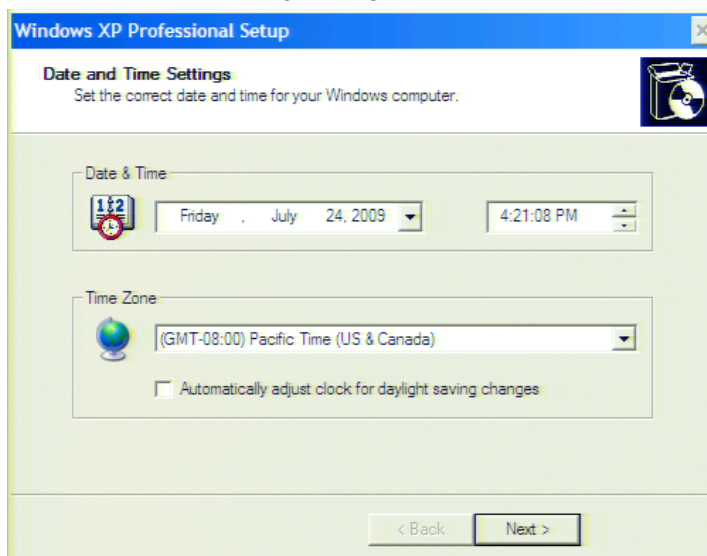 Windows XP Professional Setup
Date and Time Settings
Set the correct date and time for your Windows computer.
Date & Time
Friday , July 24, 2009
4:21:08 PM
Time Zone
(GMT-08:00) Pacific Time (US & Canada)
Automatically adjust clock for daylight saving changes
< Back
Next >